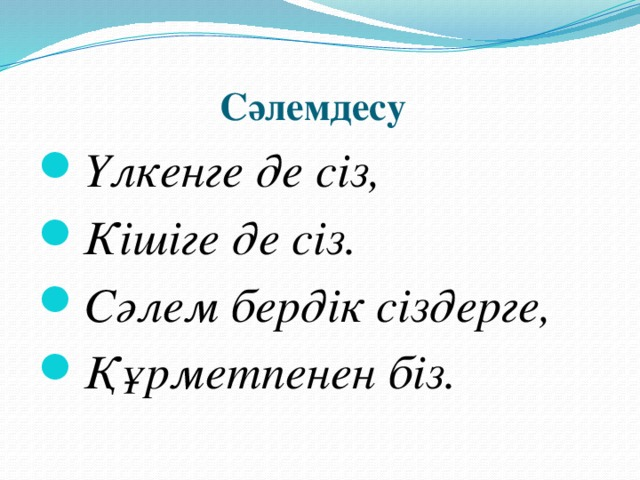 Сәлемдесу
Үлкенге де сіз,
Кішіге де сіз.
Сәлем бердік сіздерге,
Құрметпенен біз.